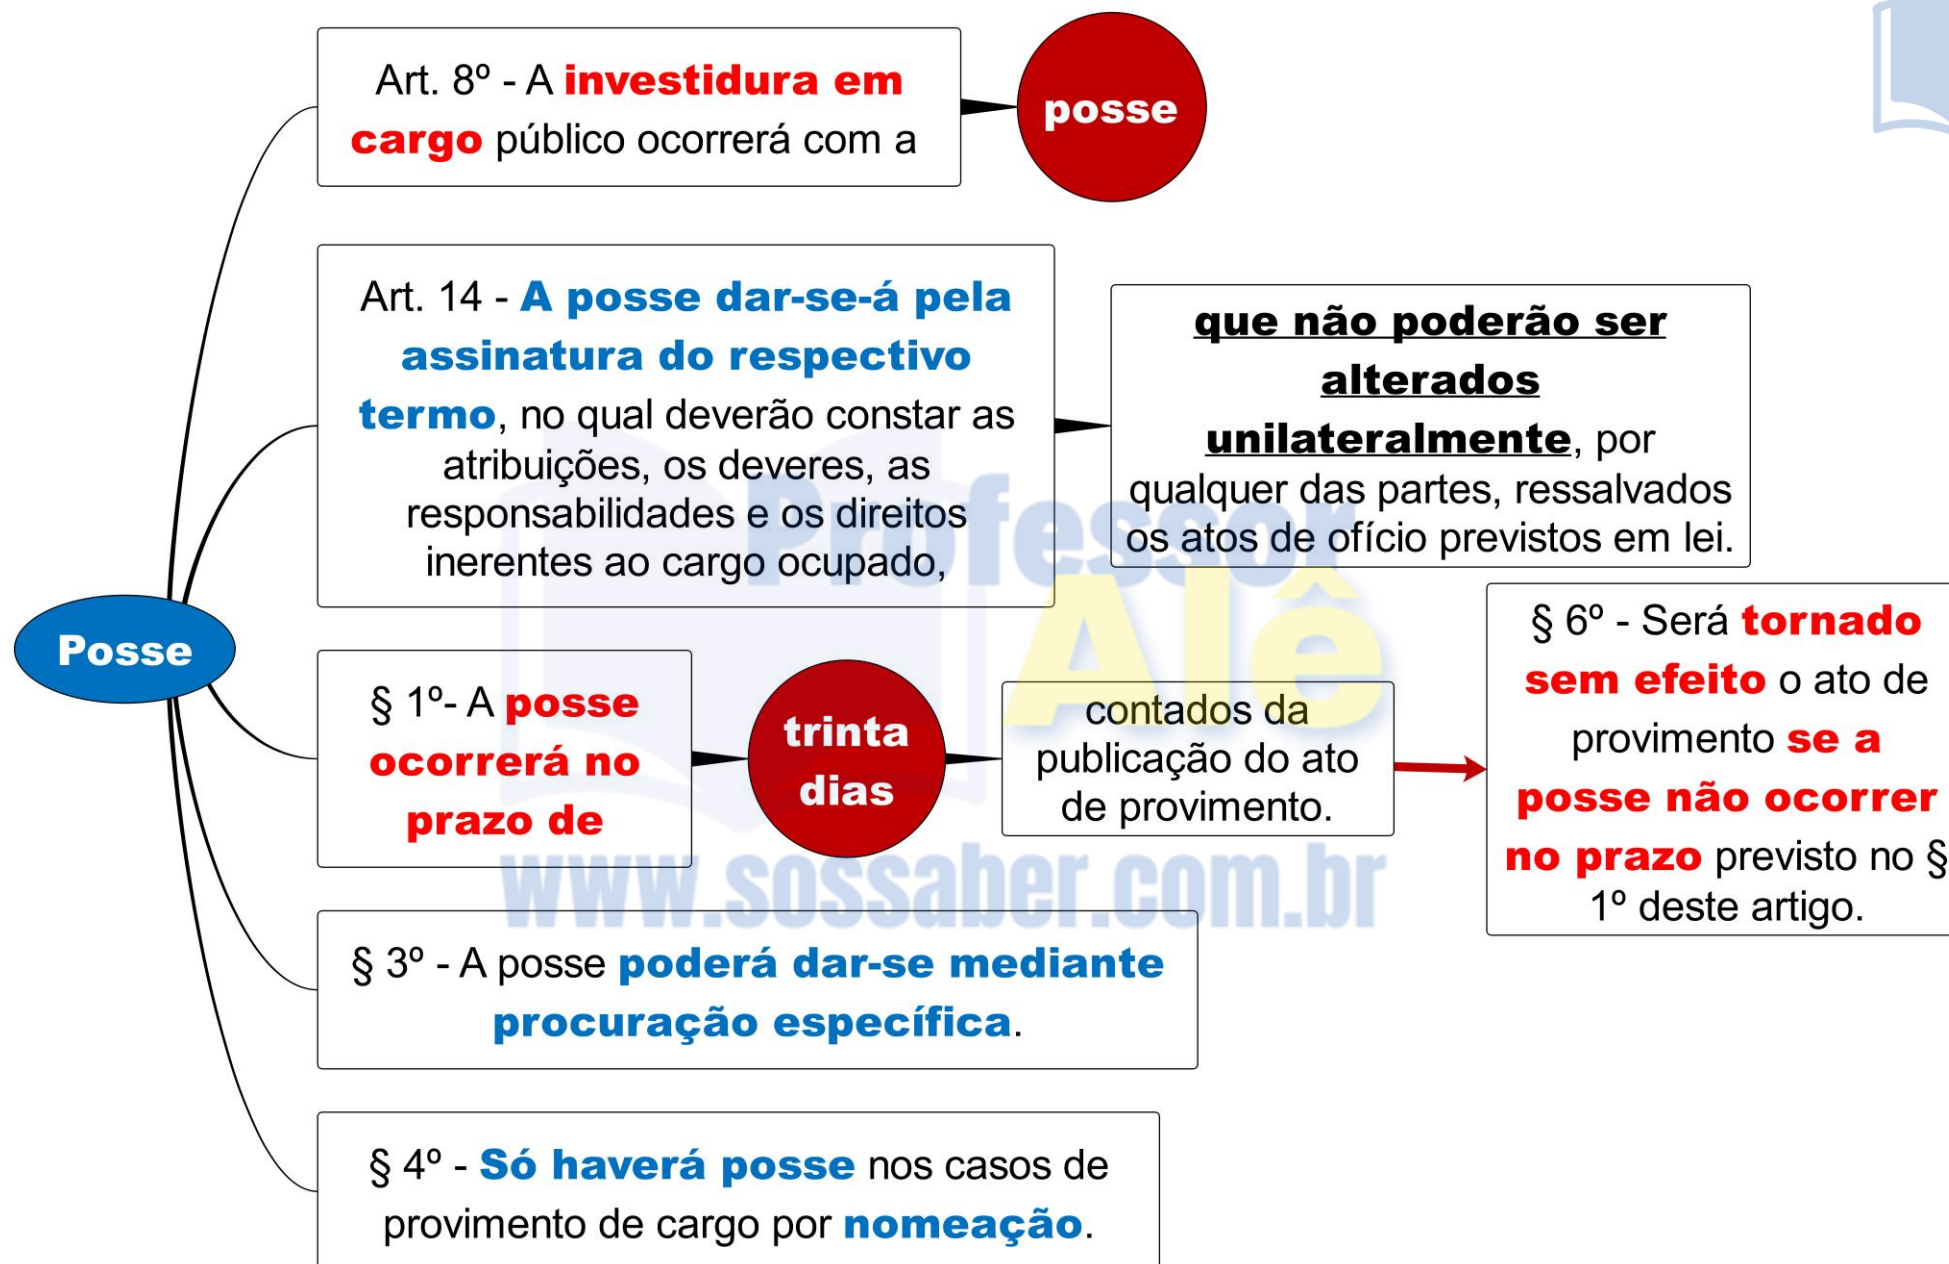 Posse
Art. 8º - A investidura em
cargo público ocorrerá com a
posse
Art. 14 - A posse dar-se-á pela
assinatura do respectivo
termo, no qual deverão constar as
atribuições, os deveres, as
responsabilidades e os direitos
inerentes ao cargo ocupado,
que não poderão ser
alterados
unilateralmente, por
qualquer das partes, ressalvados
os atos de ofício previstos em lei.
§ 1º- A posse
ocorrerá no
prazo de
trinta
dias
contados da
publicação do ato
de provimento.
§ 6º - Será tornado
sem efeito o ato de
provimento se a
posse não ocorrer
no prazo previsto no §
1º deste artigo.
§ 3º - A posse poderá dar-se mediante
procuração específica.
§ 4º - Só haverá posse nos casos de
provimento de cargo por nomeação.
Professor
Alê
www.sossaber.com.br